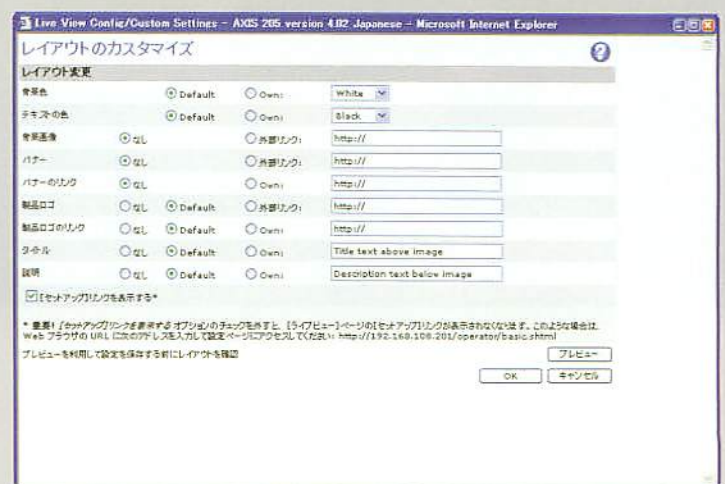 Live View Config/Custom Settings - AXIS 205 version 4.02 Japanese - Microsoft Internet Explorer
レイアウトのカスタマイズ
レイアウト変更
背景色 Default Own: White
テキストの色 Default Own: Black
背景画像 なし 外部リンク: http://
バナー なし 外部リンク: http://
バナーのリンク なし Own: http://
製品ロゴ なし Default 外部リンク: http://
製品ロゴのリンク なし Default Own: http://
タイトル なし Default Own: Title text above image
説明 なし Default Own: Description text below image
[セットアップ]リンクを表示する*
* 重要! [セットアップ]リンクを表示する オプションのチェックを外すと、[ライブビュー]ページの[セットアップ]リンクが表示されなくなります。このような場合は、
Web ブラウザの URL に次のアドレスを入力して設定ページにアクセスしてください: http://192.168.108.201/operator/basic.shtml
プレビューを利用して設定を保存する前にレイアウトを確認 プレビュー
OK キャンセル